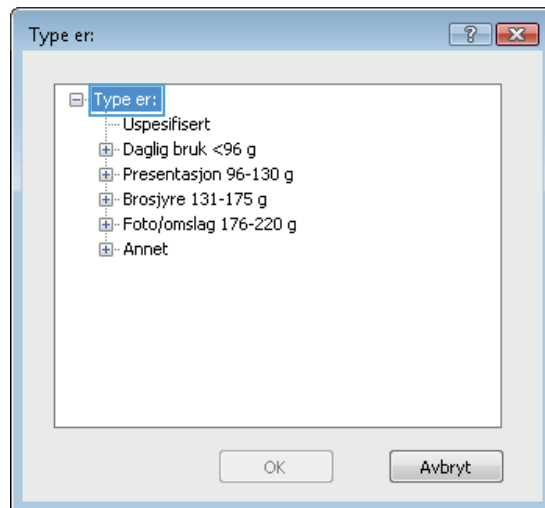 Type er:
Type er:
Uspesifisert
Daglig bruk <96 g
Presentasjon 96-130 g
Brosjyre 131-175 g
Foto/omslag 176-220 g
Annet
OK Avbryt